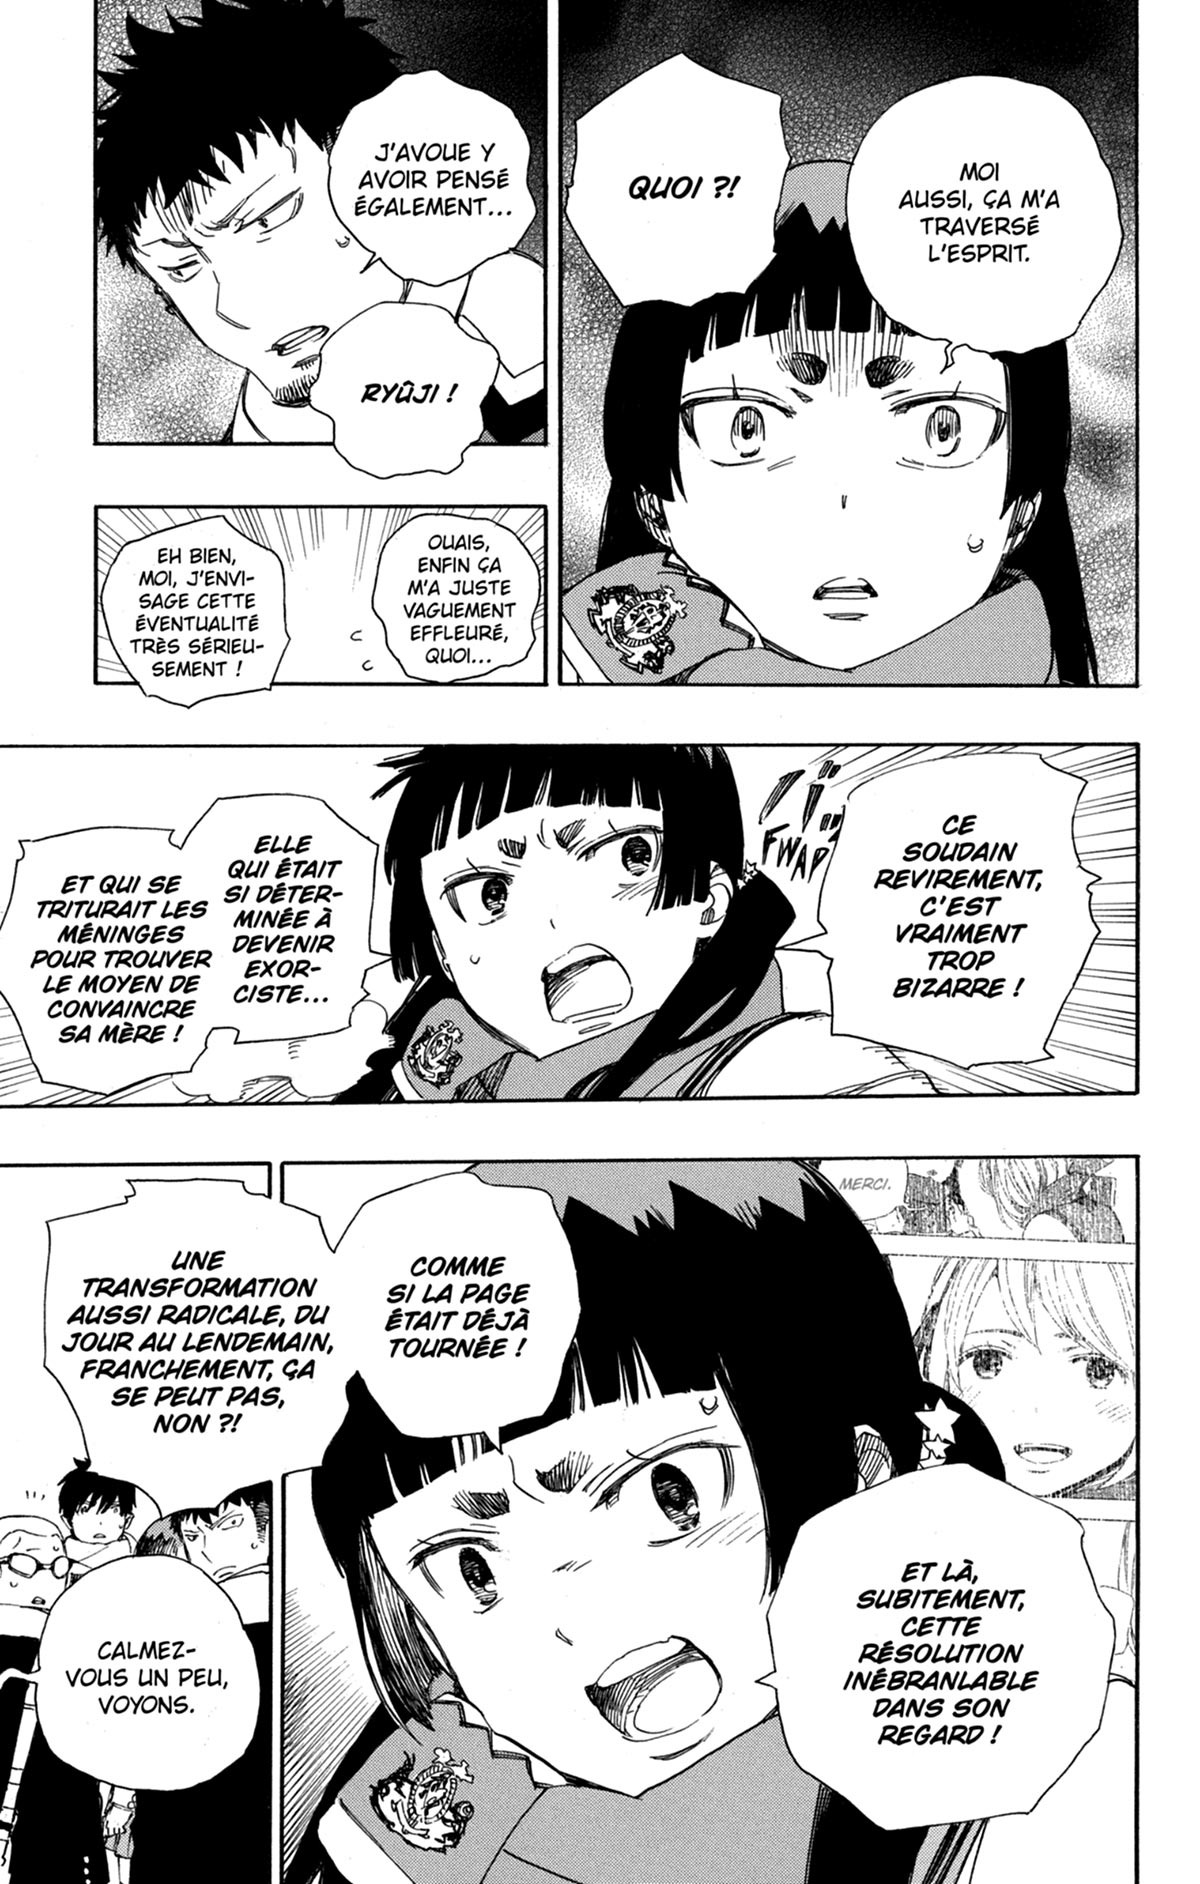 MOI
AUSSI, ÇA M'A
TRAVERSÉ
L'ESPRIT.
QUOI ?!
J'AVOUE Y
AVOIR PENSÉ
ÉGALEMENT...
RYÛJI !
OUAIS,
ENFIN ÇA
M'A JUSTE
VAGUEMENT
EFFLEURÉ,
QUOI...
EH BIEN,
MOI, J'ENVI-
SAGE CETTE
ÉVENTUALITÉ
TRÈS SÉRIEU-
SEMENT !
CE
SOUDAIN
REVIREMENT,
C'EST
VRAIMENT
TROP
BIZARRE !
FWAP
ELLE
QUI ÉTAIT
SI DÉTER-
MINÉE À
DEVENIR
EXOR-
CISTE...
ET QUI SE
TRITURAIT LES
MÉNINGES
POUR TROUVER
LE MOYEN DE
CONVAINCRE
SA MÈRE !
MERCI.
ET LÀ,
SUBITEMENT,
CETTE
RÉSOLUTION
INÉBRANLABLE
DANS SON
REGARD !
COMME
SI LA PAGE
ÉTAIT DÉJÀ
TOURNÉE !
UNE
TRANSFORMATION
AUSSI RADICALE, DU
JOUR AU LENDEMAIN,
FRANCHEMENT, ÇA
SE PEUT PAS,
NON ?!
CALMEZ-
VOUS UN PEU,
VOYONS.